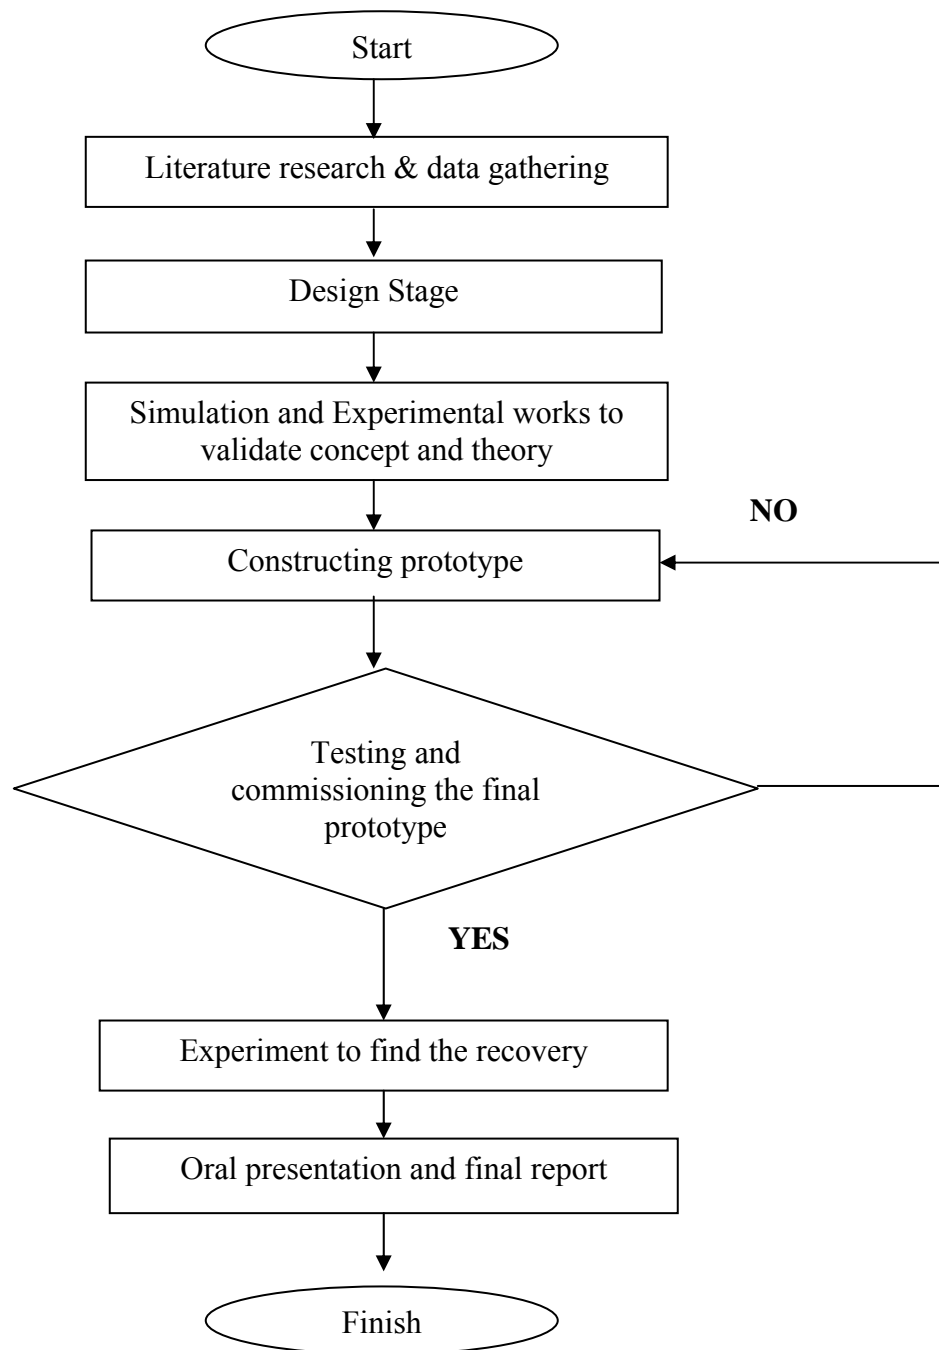 Start
Literature research & data gathering
Design Stage
Simulation and Experimental works to
validate concept and theory
NO
Constructing prototype
Testing and
commissioning the final
prototype
YES
Experiment to find the recovery
Oral presentation and final report
Finish